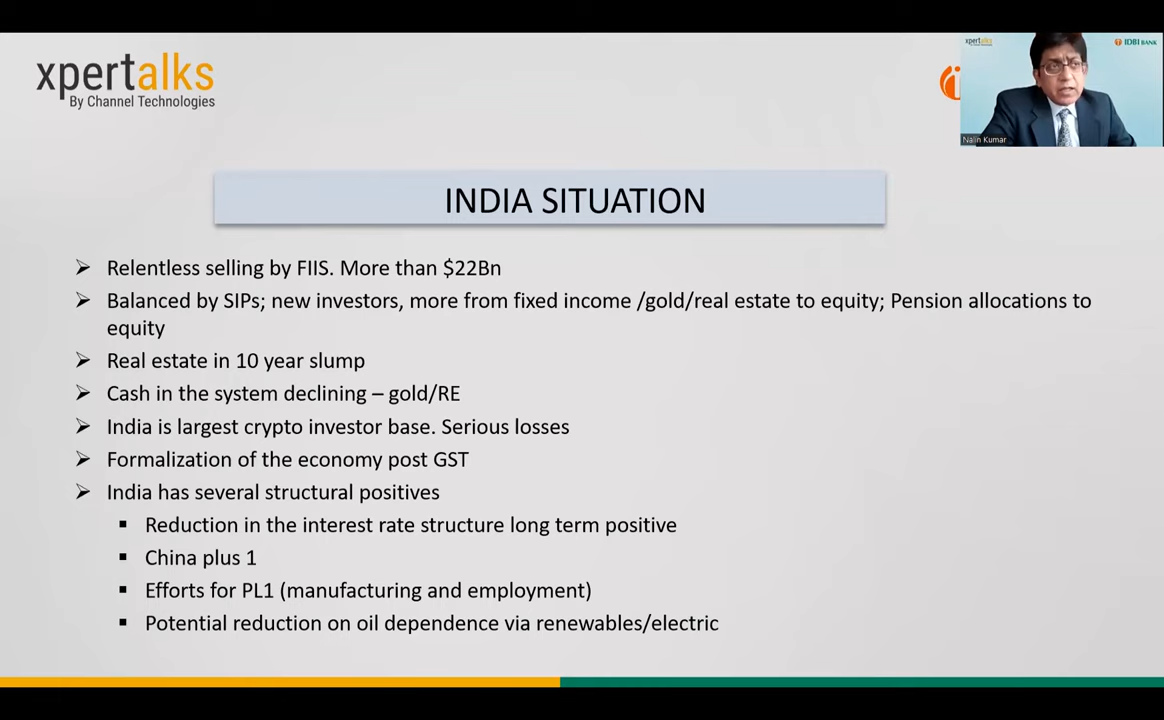 xpertalks
By Channel Technologies
xpertalks
IDBI BANK
Nalin Kumar
INDIA SITUATION
Relentless selling by FIIS. More than $22Bn
Balanced by SIPs; new investors, more from fixed income /gold/real estate to equity; Pension allocations to
equity
Real estate in 10 year slump
Cash in the system declining – gold/RE
India is largest crypto investor base. Serious losses
Formalization of the economy post GST
India has several structural positives
Reduction in the interest rate structure long term positive
China plus 1
Efforts for PL1 (manufacturing and employment)
Potential reduction on oil dependence via renewables/electric